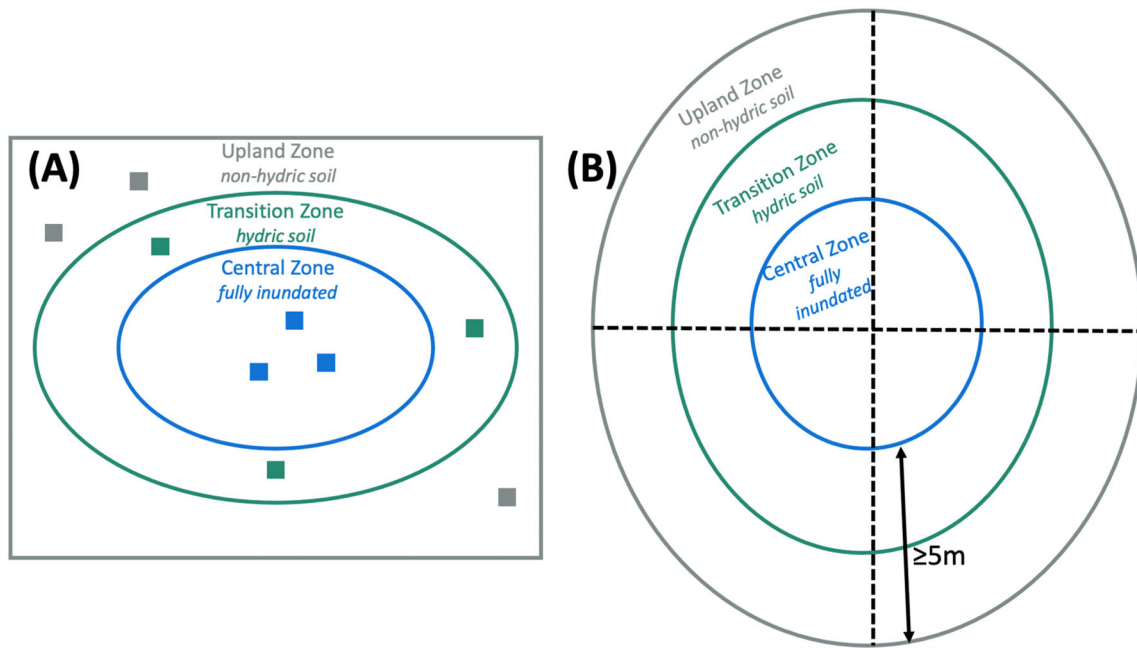 (A)
Upland Zone
non-hydric soil
Transition Zone
hydric soil
Central Zone
fully inundated
(B)
Upland Zone
non-hydric soil
Transition Zone
hydric soil
Central Zone
fully
inundated
≥5m